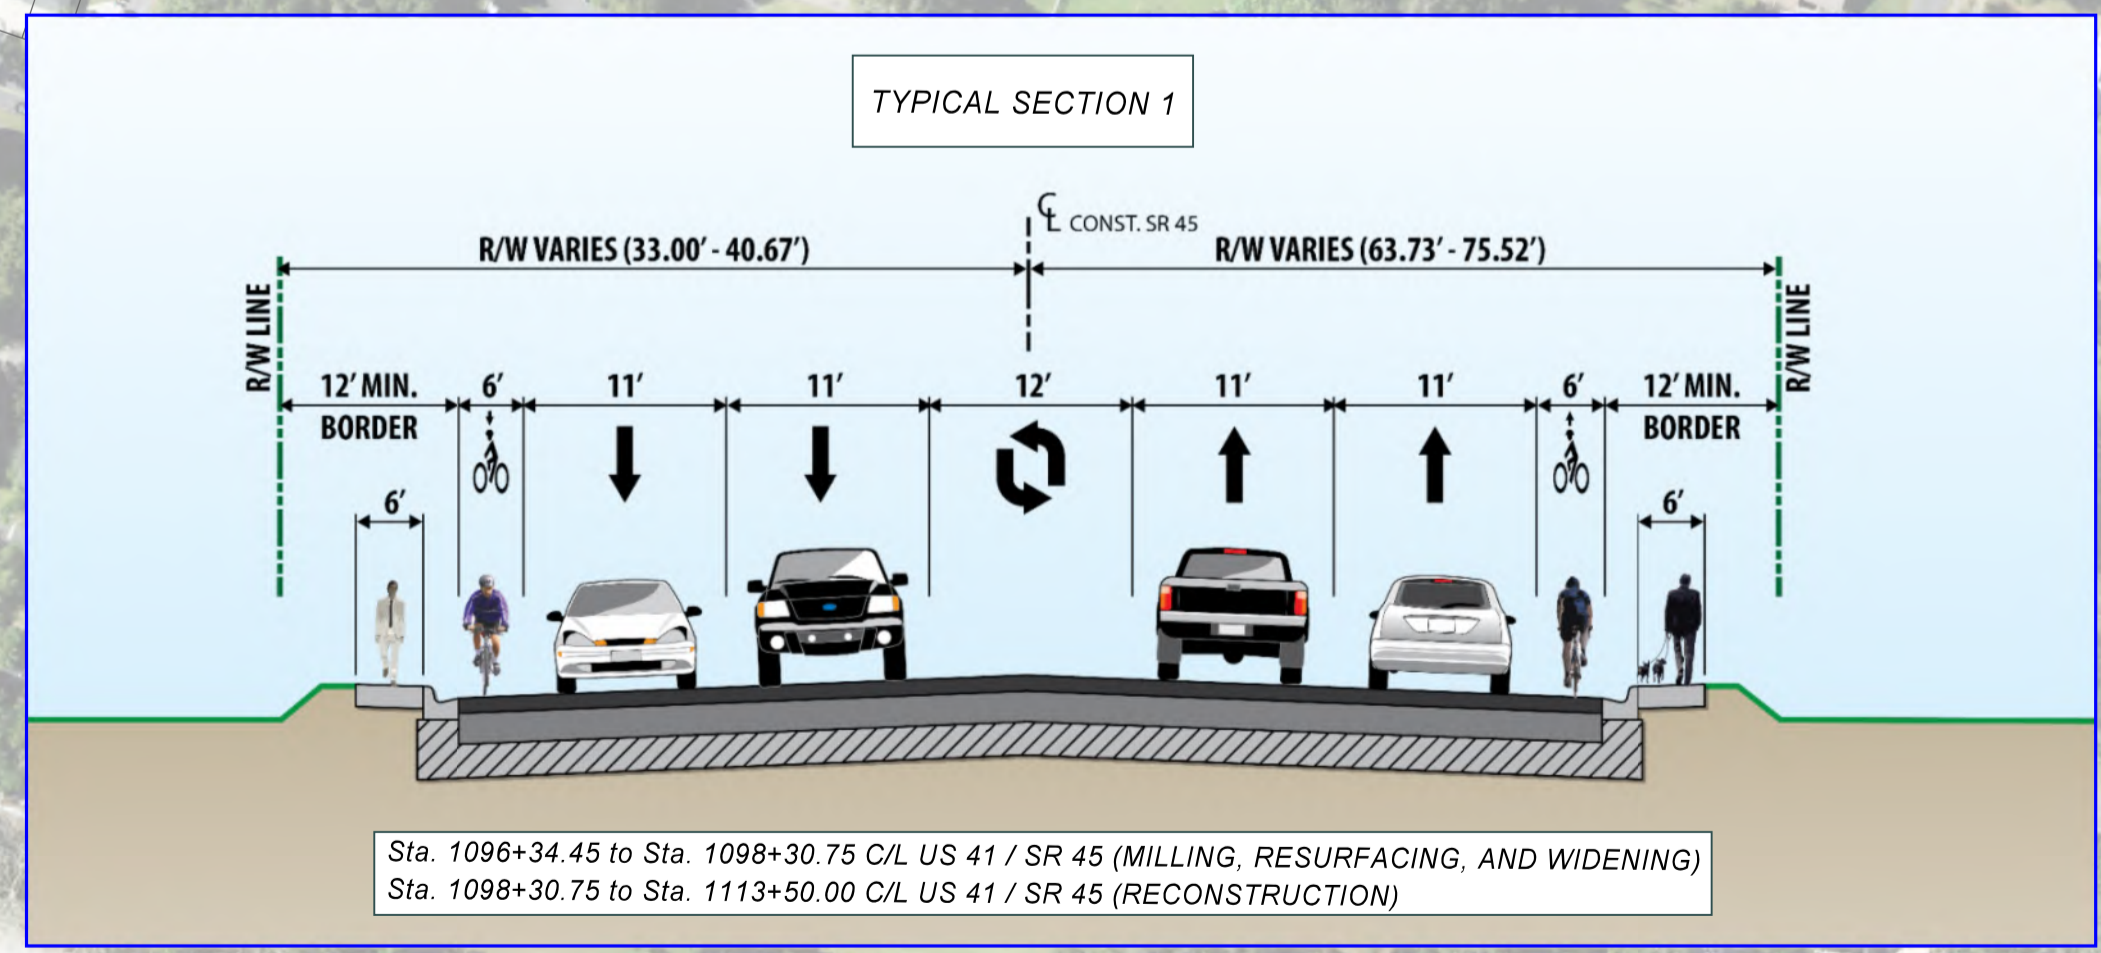 TYPICAL SECTION 1
℄ CONST. SR 45
R/W VARIES (33.00' - 40.67')
R/W VARIES (63.73' - 75.52')
R/W LINE
R/W LINE
12' MIN.
BORDER
6'
11'
11'
12'
11'
11'
6'
12' MIN.
BORDER
6'
6'
Sta. 1096+34.45 to Sta. 1098+30.75 C/L US 41 / SR 45 (MILLING, RESURFACING, AND WIDENING)
Sta. 1098+30.75 to Sta. 1113+50.00 C/L US 41 / SR 45 (RECONSTRUCTION)